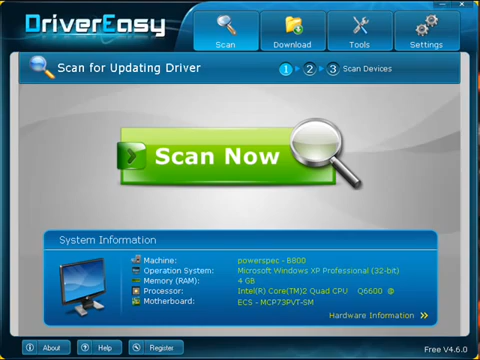 DriverEasy
Scan
Download
Tools
Settings
Scan for Updating Driver
1 2 3 Scan Devices
Scan Now
System Information
Machine: powerspec - B800
Operation System: Microsoft Windows XP Professional (32-bit)
Memory (RAM): 4 GB
Processor: Intel(R) Core(TM)2 Quad CPU Q6600 @
Motherboard: ECS - MCP73PVT-SM
Hardware Information
About
Help
Register
Free V4.6.0